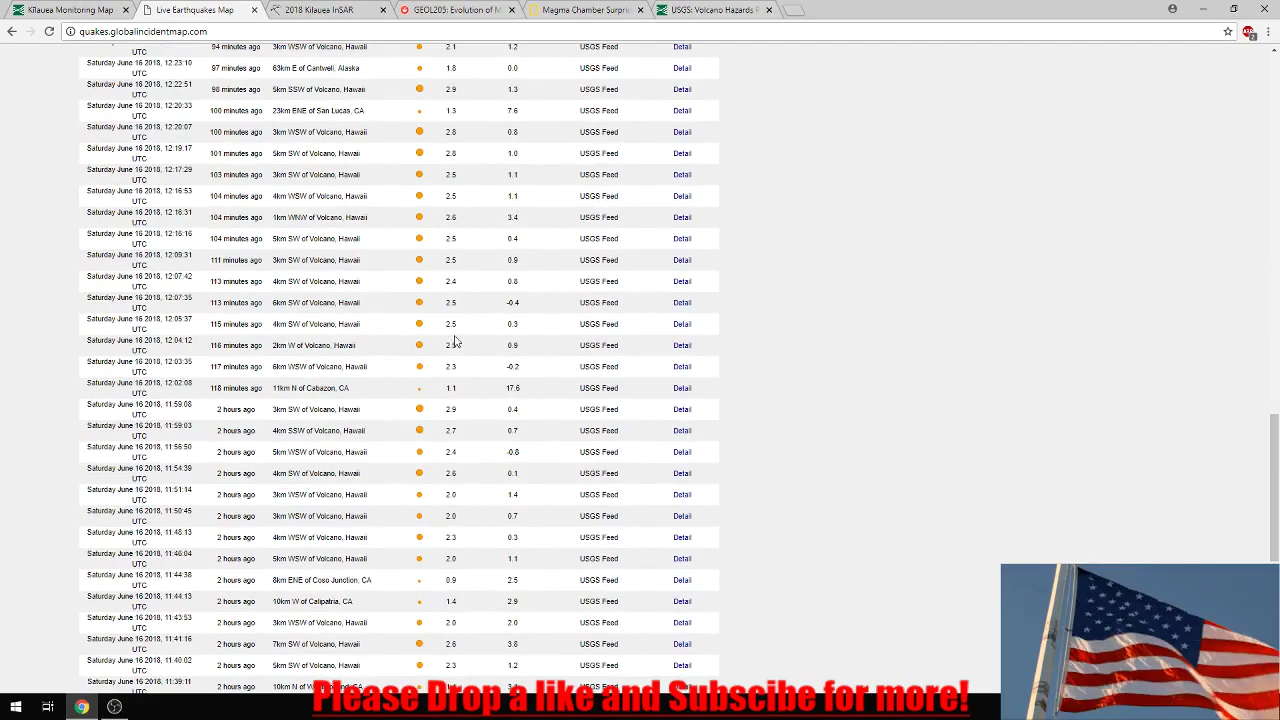 Kilauea Monitoring Map
Live Earthquakes Map
2018 Kilauea InSAR
GEOL205: Evolution of M
Magma Chamber Surpris
USGS: Volcano Hazards P
quakes.globalincidentmap.com
UTC 94 minutes ago 3km WSW of Volcano, Hawaii 2.1 1.2 USGS Feed Detail
Saturday June 16 2018, 12:23:10
UTC 97 minutes ago 63km E of Cantwell, Alaska 1.8 0.0 USGS Feed Detail
Saturday June 16 2018, 12:22:51
UTC 98 minutes ago 5km SSW of Volcano, Hawaii 2.9 1.3 USGS Feed Detail
Saturday June 16 2018, 12:20:33
UTC 100 minutes ago 23km ENE of San Lucas, CA 1.3 7.6 USGS Feed Detail
Saturday June 16 2018, 12:20:07
UTC 100 minutes ago 3km WSW of Volcano, Hawaii 2.8 0.8 USGS Feed Detail
Saturday June 16 2018, 12:19:17
UTC 101 minutes ago 5km SW of Volcano, Hawaii 2.8 1.0 USGS Feed Detail
Saturday June 16 2018, 12:17:29
UTC 103 minutes ago 3km SW of Volcano, Hawaii 2.5 1.1 USGS Feed Detail
Saturday June 16 2018, 12:16:53
UTC 104 minutes ago 4km WSW of Volcano, Hawaii 2.5 1.1 USGS Feed Detail
Saturday June 16 2018, 12:16:31
UTC 104 minutes ago 1km WNW of Volcano, Hawaii 2.6 3.4 USGS Feed Detail
Saturday June 16 2018, 12:16:16
UTC 104 minutes ago 5km SW of Volcano, Hawaii 2.5 0.4 USGS Feed Detail
Saturday June 16 2018, 12:09:31
UTC 111 minutes ago 3km SW of Volcano, Hawaii 2.5 0.9 USGS Feed Detail
Saturday June 16 2018, 12:07:42
UTC 113 minutes ago 4km SW of Volcano, Hawaii 2.4 0.8 USGS Feed Detail
Saturday June 16 2018, 12:07:35
UTC 113 minutes ago 6km SW of Volcano, Hawaii 2.5 -0.4 USGS Feed Detail
Saturday June 16 2018, 12:05:37
UTC 115 minutes ago 4km SW of Volcano, Hawaii 2.5 0.3 USGS Feed Detail
Saturday June 16 2018, 12:04:12
UTC 116 minutes ago 2km W of Volcano, Hawaii 0.9 USGS Feed Detail
Saturday June 16 2018, 12:03:35
UTC 117 minutes ago 6km WSW of Volcano, Hawaii 2.3 -0.2 USGS Feed Detail
Saturday June 16 2018, 12:02:08
UTC 118 minutes ago 11km N of Cabazon, CA 1.1 17.6 USGS Feed Detail
Saturday June 16 2018, 11:59:08
UTC 2 hours ago 3km SW of Volcano, Hawaii 2.9 0.4 USGS Feed Detail
Saturday June 16 2018, 11:59:03
UTC 2 hours ago 4km SSW of Volcano, Hawaii 2.7 0.7 USGS Feed Detail
Saturday June 16 2018, 11:56:50
UTC 2 hours ago 5km WSW of Volcano, Hawaii 2.4 -0.8 USGS Feed Detail
Saturday June 16 2018, 11:54:39
UTC 2 hours ago 4km SW of Volcano, Hawaii 2.6 0.1 USGS Feed Detail
Saturday June 16 2018, 11:51:14
UTC 2 hours ago 3km WSW of Volcano, Hawaii 2.0 1.4 USGS Feed Detail
Saturday June 16 2018, 11:50:45
UTC 2 hours ago 3km WSW of Volcano, Hawaii 2.0 0.7 USGS Feed Detail
Saturday June 16 2018, 11:48:13
UTC 2 hours ago 4km WSW of Volcano, Hawaii 2.3 0.3 USGS Feed Detail
Saturday June 16 2018, 11:46:04
UTC 2 hours ago 5km WSW of Volcano, Hawaii 2.0 1.1 USGS Feed Detail
Saturday June 16 2018, 11:44:38
UTC 2 hours ago 8km ENE of Coso Junction, CA 0.9 2.5 USGS Feed Detail
Saturday June 16 2018, 11:44:13
UTC 2 hours ago 10km W of Calipatria, CA 1.4 2.9 USGS Feed Detail
Saturday June 16 2018, 11:43:53
UTC 2 hours ago 3km WSW of Volcano, Hawaii 2.0 2.0 USGS Feed Detail
Saturday June 16 2018, 11:41:16
UTC 2 hours ago 7km SW of Volcano, Hawaii 2.6 3.8 USGS Feed Detail
Saturday June 16 2018, 11:40:02
UTC 2 hours ago 5km SW of Volcano, Hawaii 2.3 1.2 USGS Feed Detail
Saturday June 16 2018, 11:39:11
2 hours ago USGS Feed Detail
Please Drop a like and Subscibe for more!